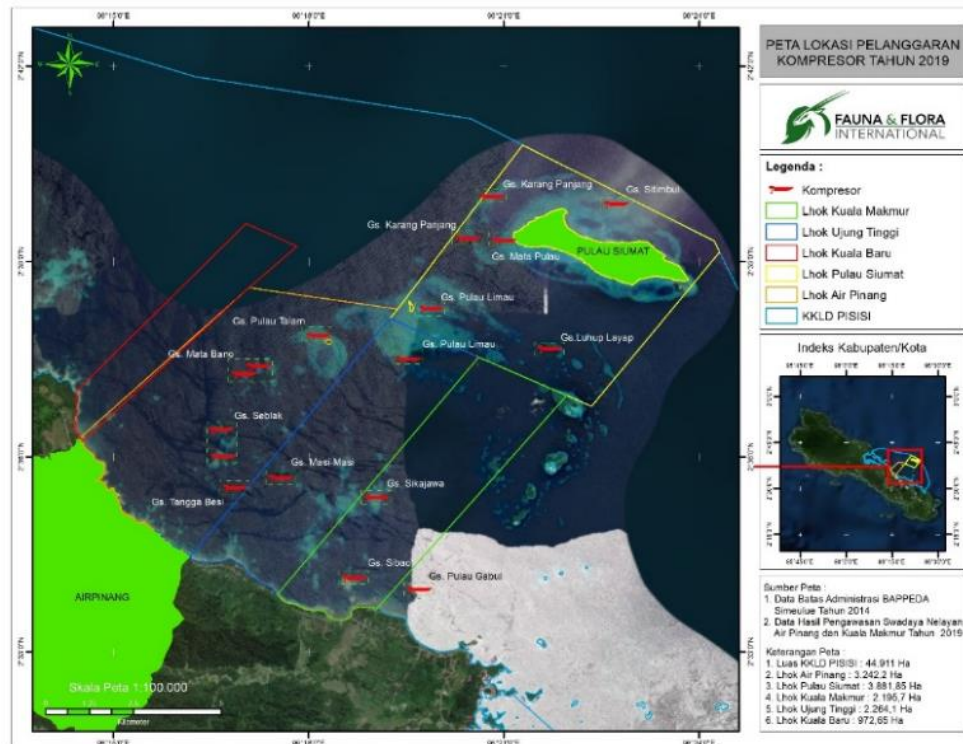 PETA LOKASI PELANGGARAN
KOMPRESOR TAHUN 2019
FAUNA & FLORA
INTERNATIONAL
Legenda :
Kompresor
Lhok Kuala Makmur
Lhok Ujung Tinggi
Lhok Kuala Baru
Lhok Pulau Siumat
Lhok Air Pinang
KKLD PISISI
Indeks Kabupaten/Kota
Sumber Peta :
1. Data Batas Administrasi BAPPEDA
Simeulue Tahun 2014
2. Data Hasil Pengawasan Swadaya Nelayan
Air Pinang dan Kuala Makmur Tahun 2019
Keterangan Peta :
1. Luas KKLD PISISI : 44.911 Ha
2. Lhok Air Pinang : 3.242,2 Ha
3. Lhok Pulau Siumat : 3.881,85 Ha
4. Lhok Kuala Makmur : 2.195,7 Ha
5. Lhok Ujung Tinggi : 2.264,1 Ha
6. Lhok Kuala Baru : 972,65 Ha
Gs. Karang Panjang
Gs. Sitimbul
Gs. Karang Panjang
Gs. Mata Pulau
PULAU SIUMAT
Gs. Pulau Limau
Gs. Pulau Talam
Gs. Pulau Limau
Gs.Luhup Layap
Gs. Mata Bano
Gs. Seblak
Gs. Masi-Masi
Gs. Tangga Besi
Gs. Sikajawa
Gs. Sibao
Gs. Pulau Gabul
AIRPINANG
Skala Peta 1:100.000
Kilometer